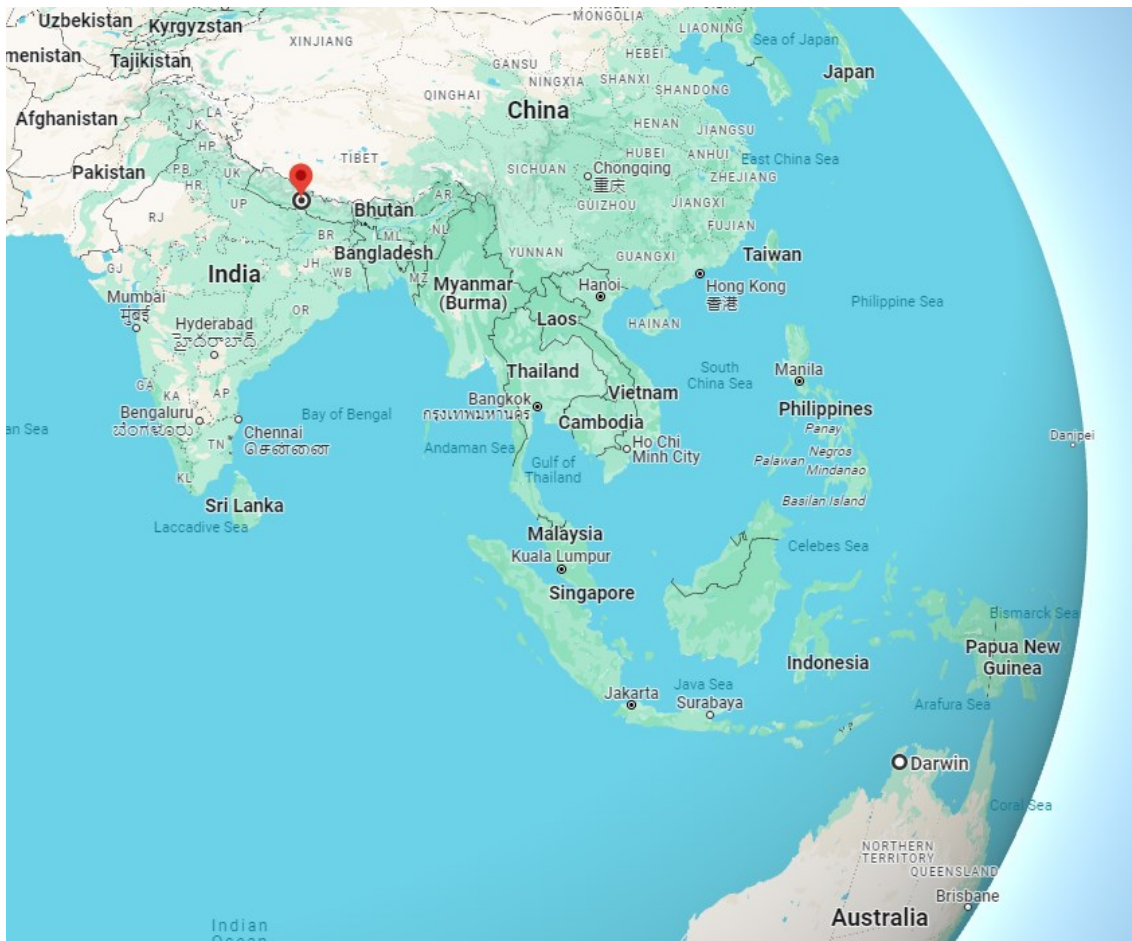 Uzbekistan
Kyrgyzstan
MONGOLIA
LIAONING
Sea of Japan
XINJIANG
menistan
Tajikistan
GANSU
HEBEI
NINGXIA
SHANXI
Japan
QINGHAI
SHANDONG
China
LA
JK
Afghanistan
HENAN
JIANGSU
HP
TIBET
HUBEI
ANHUI
East China Sea
Pakistan
PB
UK
SICHUAN
Chongqing
重庆
ZHEJIANG
HR
AR
UP
GUIZHOU
JIANGXI
RJ
Bhutan
FUJIAN
BR
ML
NL
Bangladesh
YUNNAN
GUANGXI
Taiwan
GJ
India
JH
WB
MZ
Myanmar
(Burma)
Hanoi
Hong Kong
香港
Mumbai
मुंबई
OR
Laos
HAINAN
Philippine Sea
Hyderabad
హైదరాబాద్
Thailand
South
China Sea
Manila
GA
KA
AP
Bangkok
กรุงเทพมหานคร
Vietnam
Bengaluru
ಬೆಂಗಳೂರು
Bay of Bengal
Cambodia
Philippines
an Sea
Chennai
சென்னை
TN
Andaman Sea
Ho Chi
Minh City
Panay
Danipei
Gulf of
Thailand
Palawan
Negros
Mindanao
KL
Sri Lanka
Basilan Island
Laccadive Sea
Malaysia
Celebes Sea
Kuala Lumpur
Singapore
Bismarck Sea
Indonesia
Papua New
Guinea
Jakarta
Java Sea
Surabaya
Arafura Sea
Darwin
Coral Sea
NORTHERN
TERRITORY
QUEENSLAND
Brisbane
Australia
Indian
Ocean